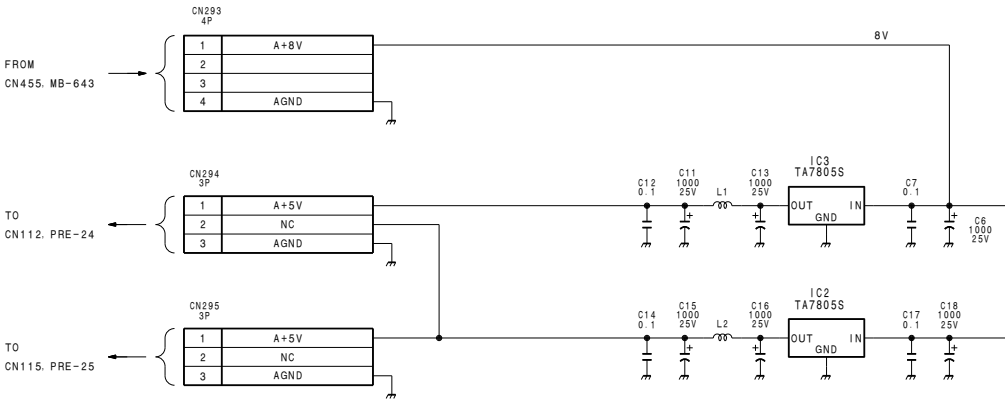 CN293
4P
1 A+8V
2
3
4 AGND
FROM
CN455, MB-643
8V
CN294
3P
1 A+5V
2 NC
3 AGND
TO
CN112, PRE-24
C12
0.1
C11
1000
25V
L1
C13
1000
25V
IC3
TA7805S
OUT IN
GND
C7
0.1
C6
1000
25V
CN295
3P
1 A+5V
2 NC
3 AGND
TO
CN115, PRE-25
C14
0.1
C15
1000
25V
L2
C16
1000
25V
IC2
TA7805S
OUT IN
GND
C17
0.1
C18
1000
25V